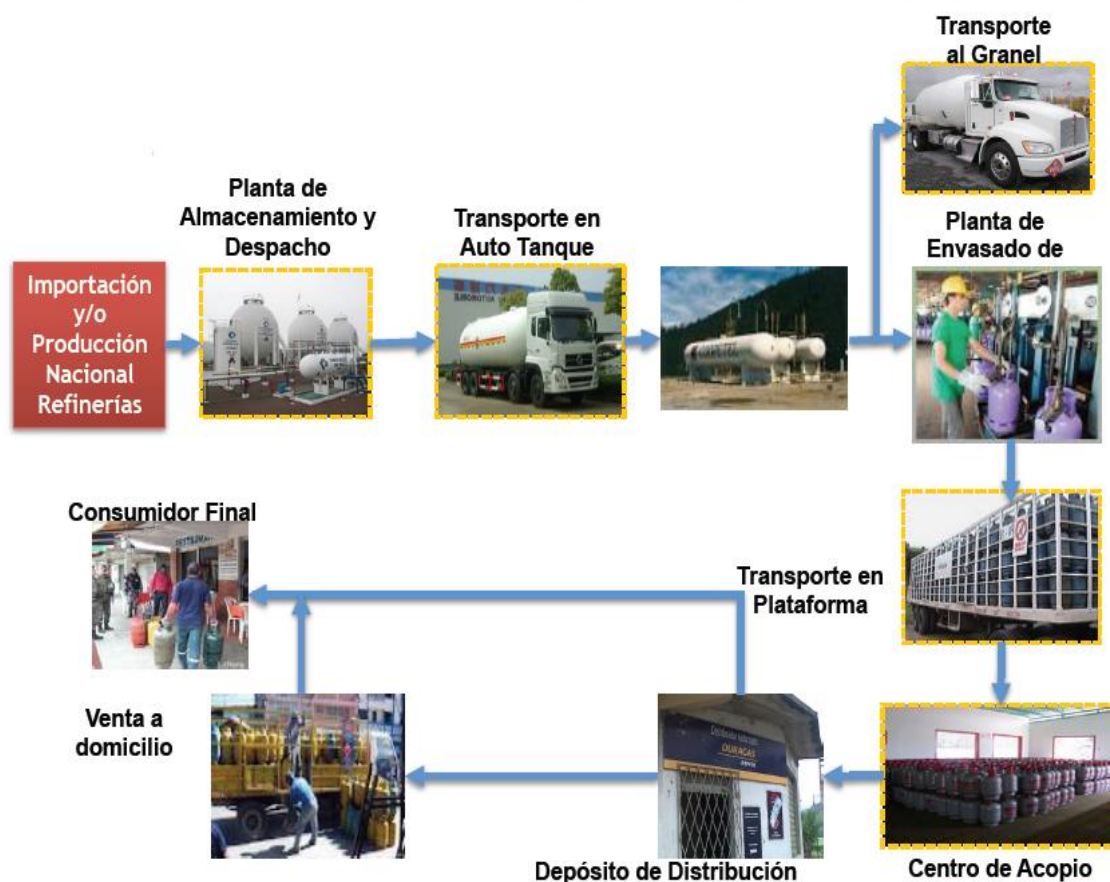 Transporte
al Granel
Planta de
Almacenamiento y
Despacho
Transporte en
Auto Tanque
Planta de
Envasado de
Importación
y/o
Producción
Nacional
Refinerías
Consumidor Final
Transporte en
Plataforma
Venta a
domicilio
DURAGAS
Depósito de Distribución
Centro de Acopio